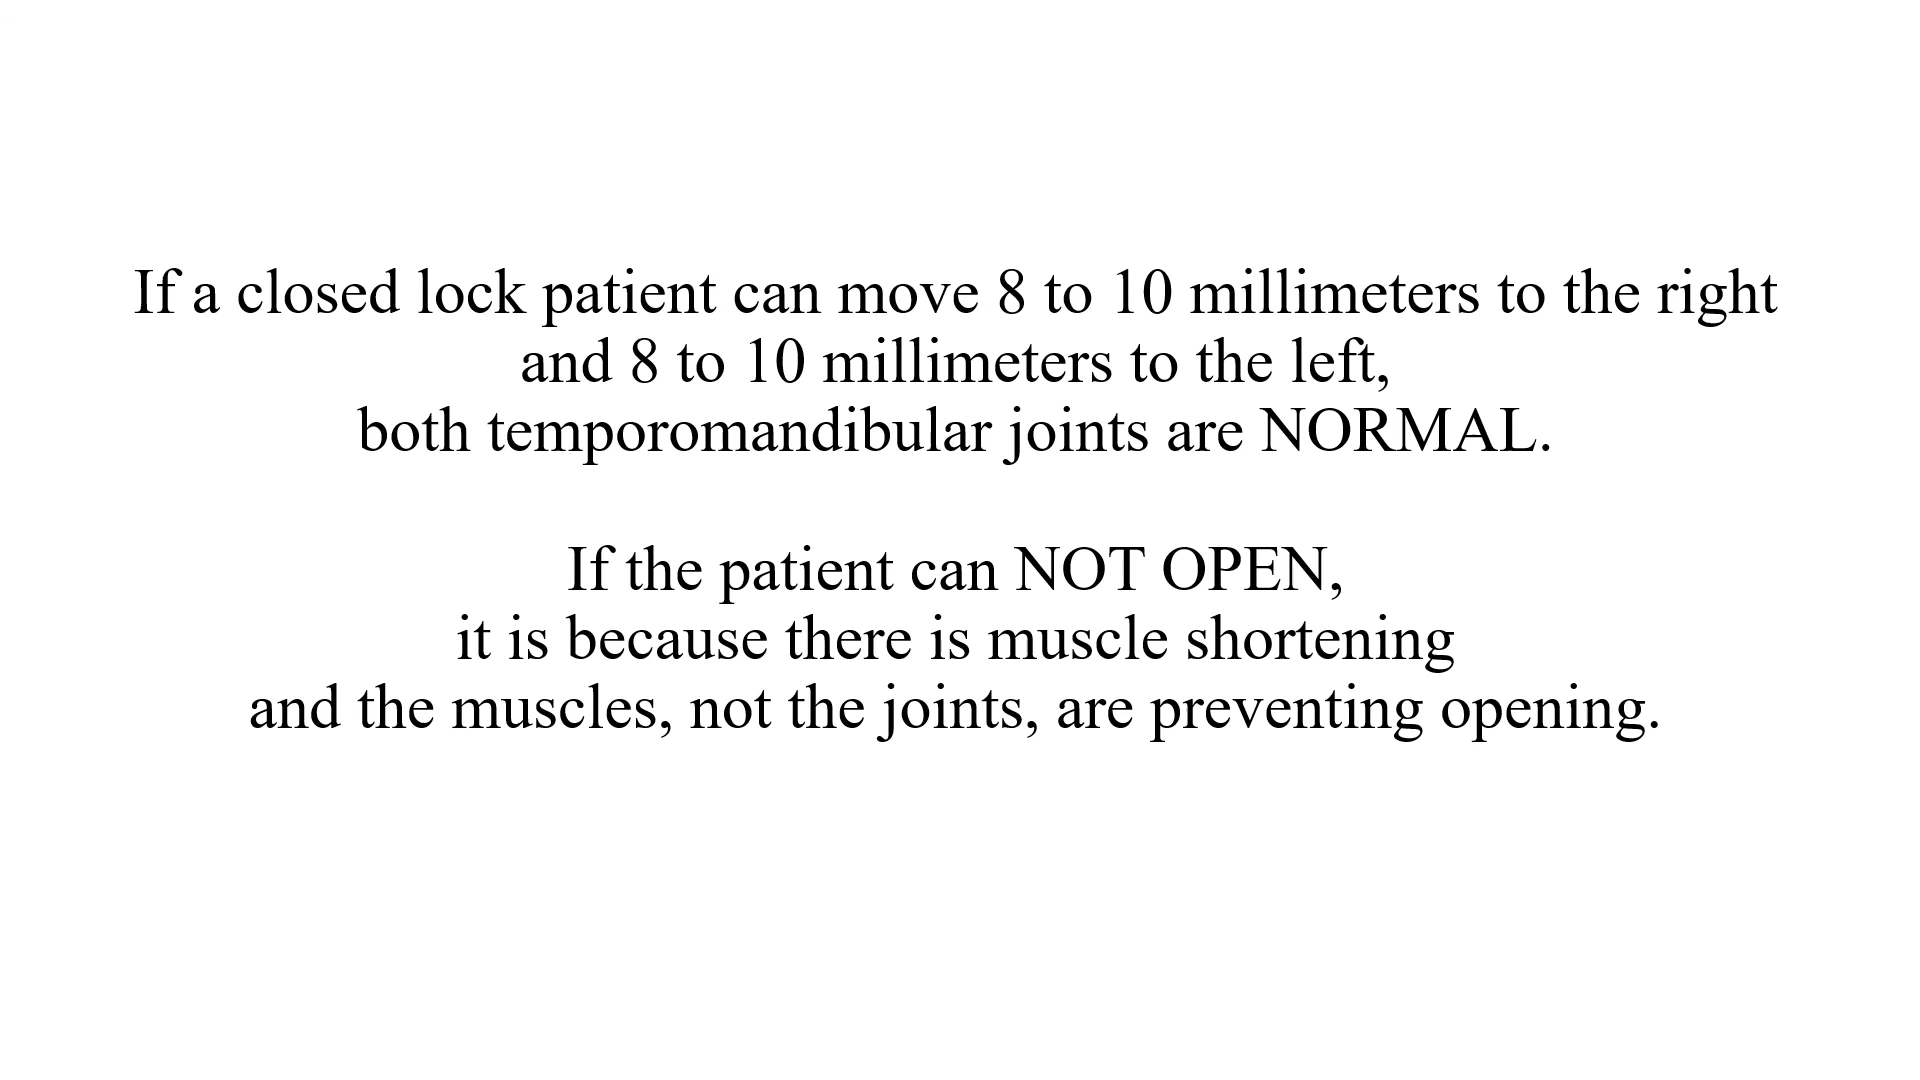 If a closed lock patient can move 8 to 10 millimeters to the right
and 8 to 10 millimeters to the left,
both temporomandibular joints are NORMAL.
If the patient can NOT OPEN,
it is because there is muscle shortening
and the muscles, not the joints, are preventing opening.